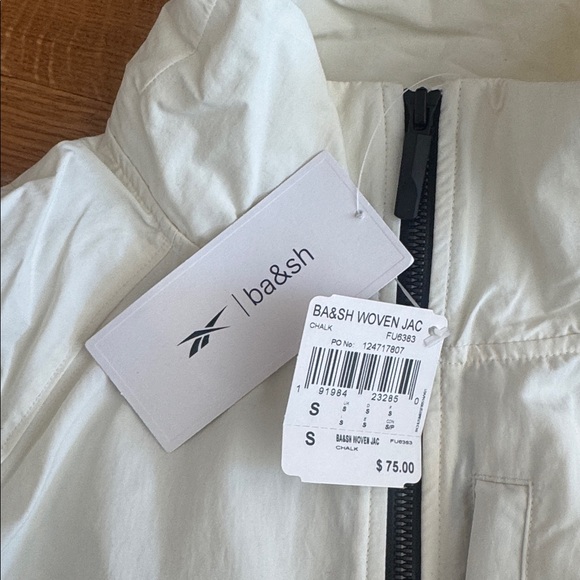 | ba&sh
BA&SH WOVEN JAC
CHALK FU6383
PO No: 124717807
1 91984 23285 0
S S S S
S S S/P
S BA&SH WOVEN JAC FU6383
CHALK
$ 75.00